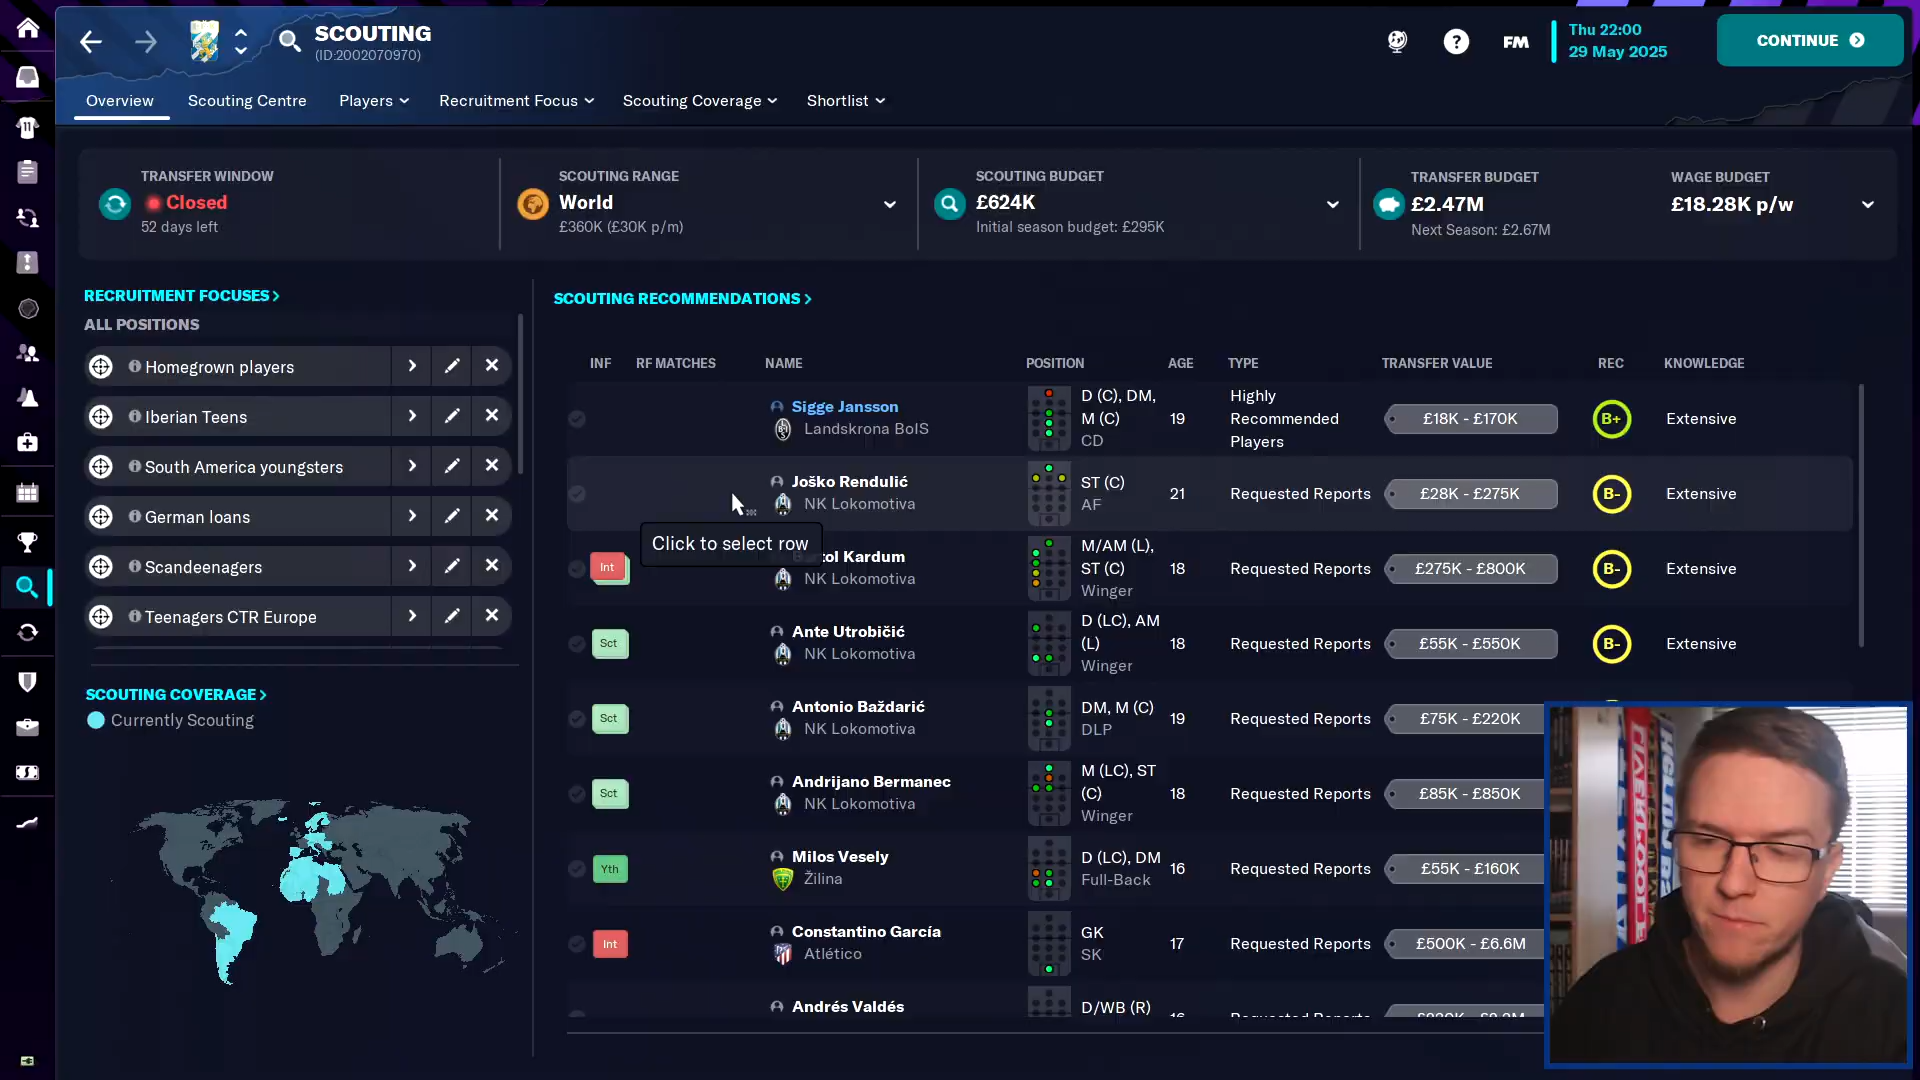 SCOUTING
(ID:2002070970)
FM
Thu 22:00
29 May 2025
CONTINUE
Overview
Scouting Centre
Players
Recruitment Focus
Scouting Coverage
Shortlist
TRANSFER WINDOW
Closed
52 days left
SCOUTING RANGE
World
£360K (£30K p/m)
SCOUTING BUDGET
£624K
Initial season budget: £295K
TRANSFER BUDGET
£2.47M
Next Season: £2.67M
WAGE BUDGET
£18.28K p/w
RECRUITMENT FOCUSES >
ALL POSITIONS
Homegrown players
Iberian Teens
South America youngsters
German loans
Scandeenagers
Teenagers CTR Europe
SCOUTING COVERAGE >
Currently Scouting
SCOUTING RECOMMENDATIONS >
INF RF MATCHES NAME POSITION AGE TYPE TRANSFER VALUE REC KNOWLEDGE
Sigge Jansson
Landskrona BoIS
D (C), DM,
M (C)
CD
19
Highly
Recommended
Players
£18K - £170K
B+
Extensive
Joško Rendulić
NK Lokomotiva
ST (C)
AF
21
Requested Reports
£28K - £275K
B-
Extensive
Click to select row
Int
Kardum
NK Lokomotiva
M/AM (L),
ST (C)
Winger
18
Requested Reports
£275K - £800K
B-
Extensive
Sct
Ante Utrobičić
NK Lokomotiva
D (LC), AM
(L)
Winger
18
Requested Reports
£55K - £550K
B-
Extensive
Sct
Antonio Baždarić
NK Lokomotiva
DM, M (C)
DLP
19
Requested Reports
£75K - £220K
Sct
Andrijano Bermanec
NK Lokomotiva
M (LC), ST
(C)
Winger
18
Requested Reports
£85K - £850K
Yth
Milos Vesely
Žilina
D (LC), DM
Full-Back
16
Requested Reports
£55K - £160K
Int
Constantino García
Atlético
GK
SK
17
Requested Reports
£500K - £6.6M
Andrés Valdés
D/WB (R)
Requested Reports